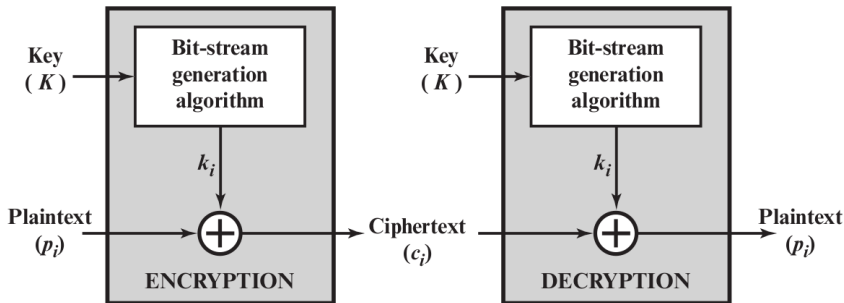 Key
(K)
Bit-stream
generation
algorithm
k_i
Plaintext
(p_i)
ENCRYPTION
Ciphertext
(c_i)
Key
(K)
Bit-stream
generation
algorithm
k_i
DECRYPTION
Plaintext
(p_i)